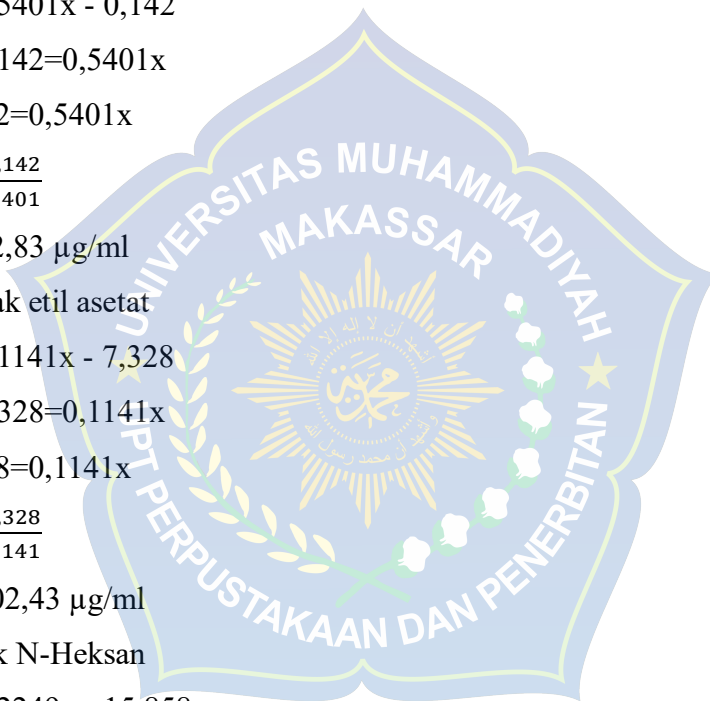 5401x - 0,142
142=0,5401x
2=0,5401x
,142
401
2,83 µg/ml
ak etil asetat
1141x - 7,328
328=0,1141x
8=0,1141x
,328
141
02,43 µg/ml
k N-Heksan
UNIVERSITAS MUHAMMADIYAH
MAKASSAR
UPT PERPUSTAKAAN DAN PENERBITAN